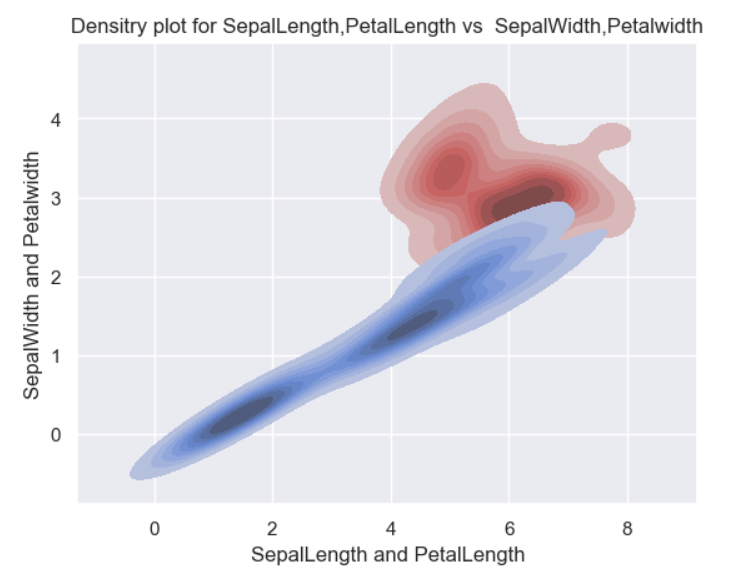 Densitry plot for SepalLength,PetalLength vs  SepalWidth,Petalwidth
SepalWidth and Petalwidth
4
3
2
1
0
0 2 4 6 8
SepalLength and PetalLength